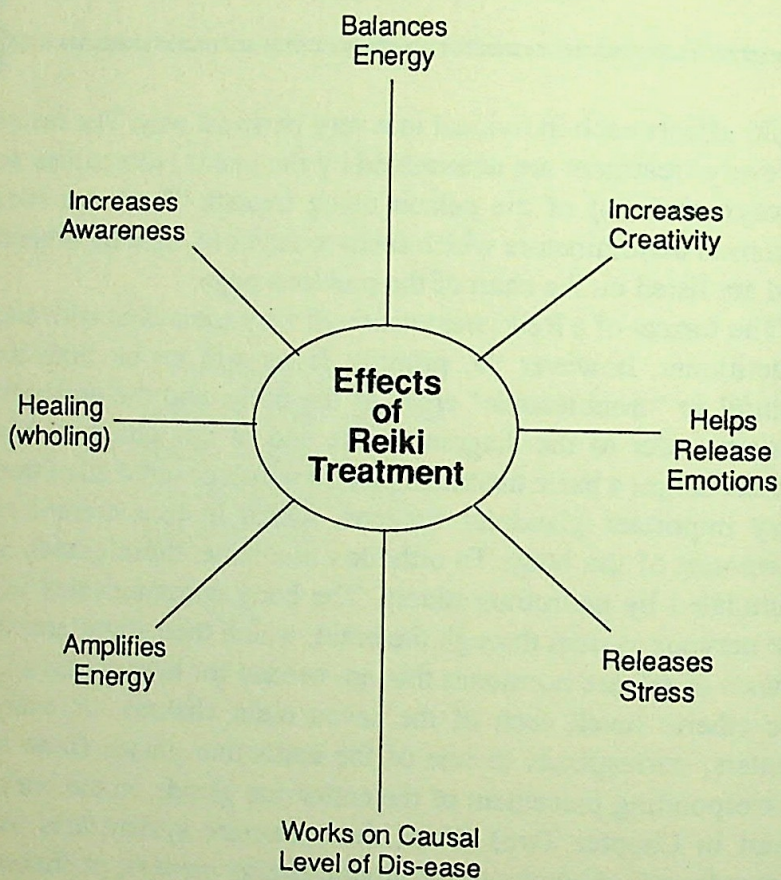 Balances
Energy
Increases
Awareness
Increases
Creativity
Effects
of
Reiki
Treatment
Healing
(wholing)
Helps
Release
Emotions
Amplifies
Energy
Releases
Stress
Works on Causal
Level of Dis-ease